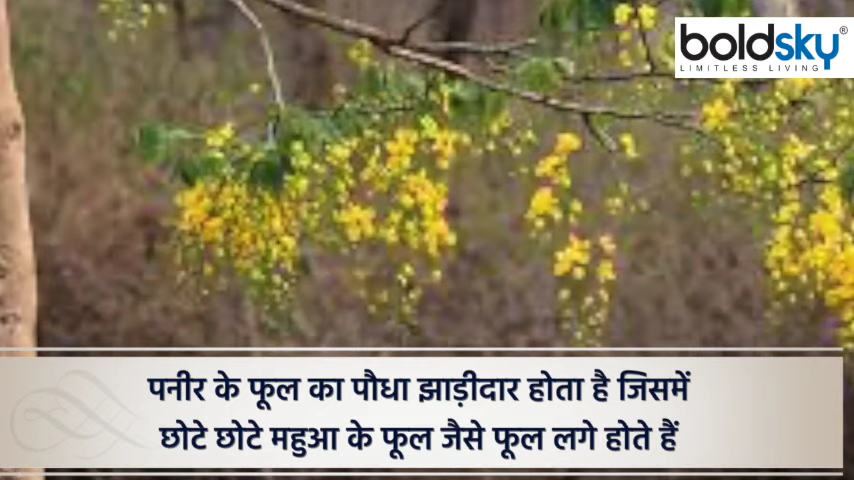 boldsky®
LIMITLESS LIVING
पनीर के फूल का पौधा झाड़ीदार होता है जिसमें
छोटे छोटे महुआ के फूल जैसे फूल लगे होते हैं